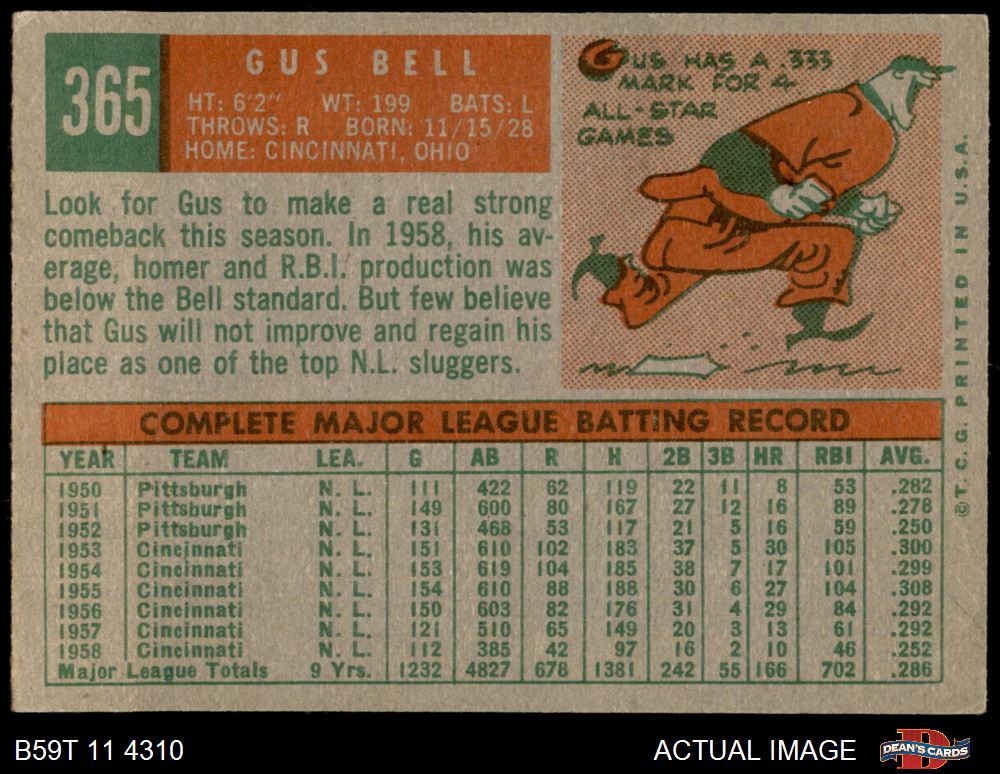 365
GUS BELL
HT: 6'2" WT: 199 BATS: L
THROWS: R BORN: 11/15/28
HOME: CINCINNATI, OHIO
GUS HAS A .333
MARK FOR 4
ALL-STAR
GAMES
Look for Gus to make a real strong
comeback this season. In 1958, his av-
erage, homer and R.B.I. production was
below the Bell standard. But few believe
that Gus will not improve and regain his
place as one of the top N.L. sluggers.
©T.C.G. PRINTED IN U.S.A.
COMPLETE MAJOR LEAGUE BATTING RECORD
YEAR TEAM LEA. G AB R H 2B 3B HR RBI AVG.
1950 Pittsburgh N. L. 111 422 62 119 22 11 8 53 .282
1951 Pittsburgh N. L. 149 600 80 167 27 12 16 89 .278
1952 Pittsburgh N. L. 131 468 53 117 21 5 16 59 .250
1953 Cincinnati N. L. 151 610 102 183 37 5 30 105 .300
1954 Cincinnati N. L. 153 619 104 185 38 7 17 101 .299
1955 Cincinnati N. L. 154 610 88 188 30 6 27 104 .308
1956 Cincinnati N. L. 150 603 82 176 31 4 29 84 .292
1957 Cincinnati N. L. 121 510 65 149 20 3 13 61 .292
1958 Cincinnati N. L. 112 385 42 97 16 2 10 46 .252
Major League Totals 9 Yrs. 1232 4827 678 1381 242 55 166 702 .286
B59T 11 4310
ACTUAL IMAGE
DEAN'S CARDS